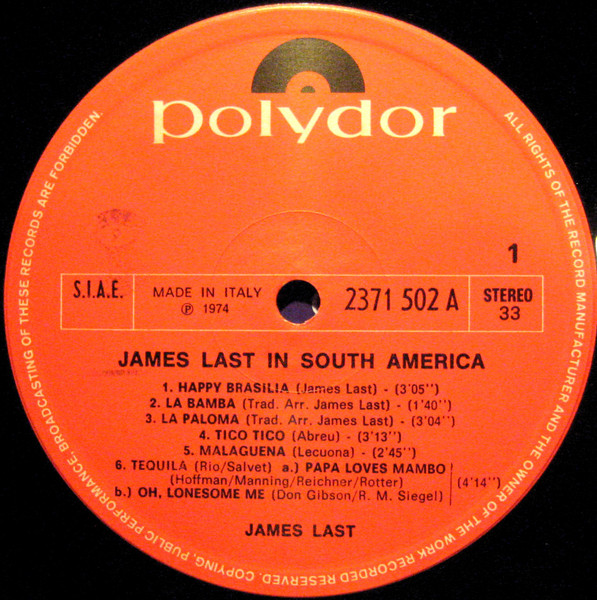 polydor
ALL RIGHTS OF THE RECORD MANUFACTURER AND THE OWNER OF THE WORK RECORDED RESERVED. COPYING, PUBLIC PERFORMANCE, BROADCASTING OF THESE RECORDS ARE FORBIDDEN.
1
S.I.A.E.
MADE IN ITALY
℗ 1974
2371 502 A
STEREO
33
JAMES LAST IN SOUTH AMERICA
1. HAPPY BRASILIA (James Last) - (3'05'')
2. LA BAMBA (Trad. Arr. James Last) - (1'40'')
3. LA PALOMA (Trad. Arr. James Last) - (3'04'')
4. TICO TICO (Abreu) - (3'13'')
5. MALAGUENA (Lecuona) - (2'45'')
6. TEQUILA (Rio/Salvet) a.) PAPA LOVES MAMBO
(Hoffman/Manning/Reichner/Rotter) (4'14'')
b.) OH, LONESOME ME (Don Gibson/R. M. Siegel)
JAMES LAST